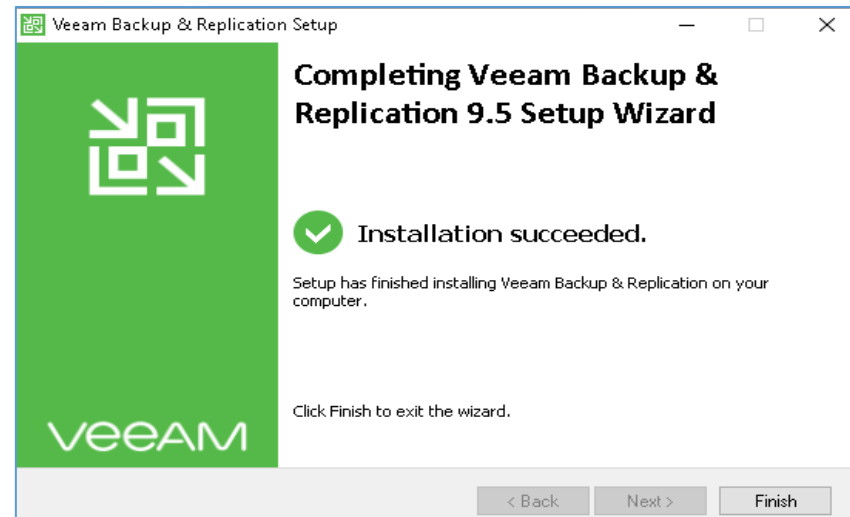 Veeam Backup & Replication Setup
Completing Veeam Backup &
Replication 9.5 Setup Wizard
Installation succeeded.
Setup has finished installing Veeam Backup & Replication on your
computer.
Click Finish to exit the wizard.
veeAM
< Back Next > Finish